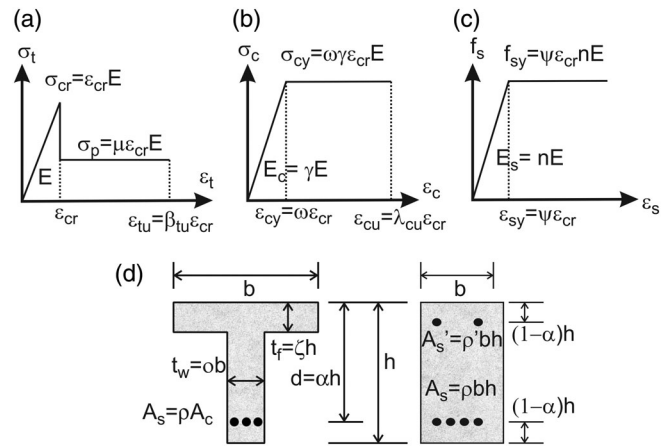 (a)
σt
σcr=εcrE
σp=μεcrE
E
εt
εcr
εtu=βtuεcr
(b)
σc
σcy=ωγεcrE
Ec= γE
εc
εcy=ωεcr
εcu=λcuεcr
(c)
fs
fsy=ψεcrnE
Es= nE
εs
εsy=ψεcr
(d)
b
tf=ζh
tw=ob
d=αh
h
As=ρAc
b
(1-α)h
As'=ρ'bh
As=ρbh
(1-α)h